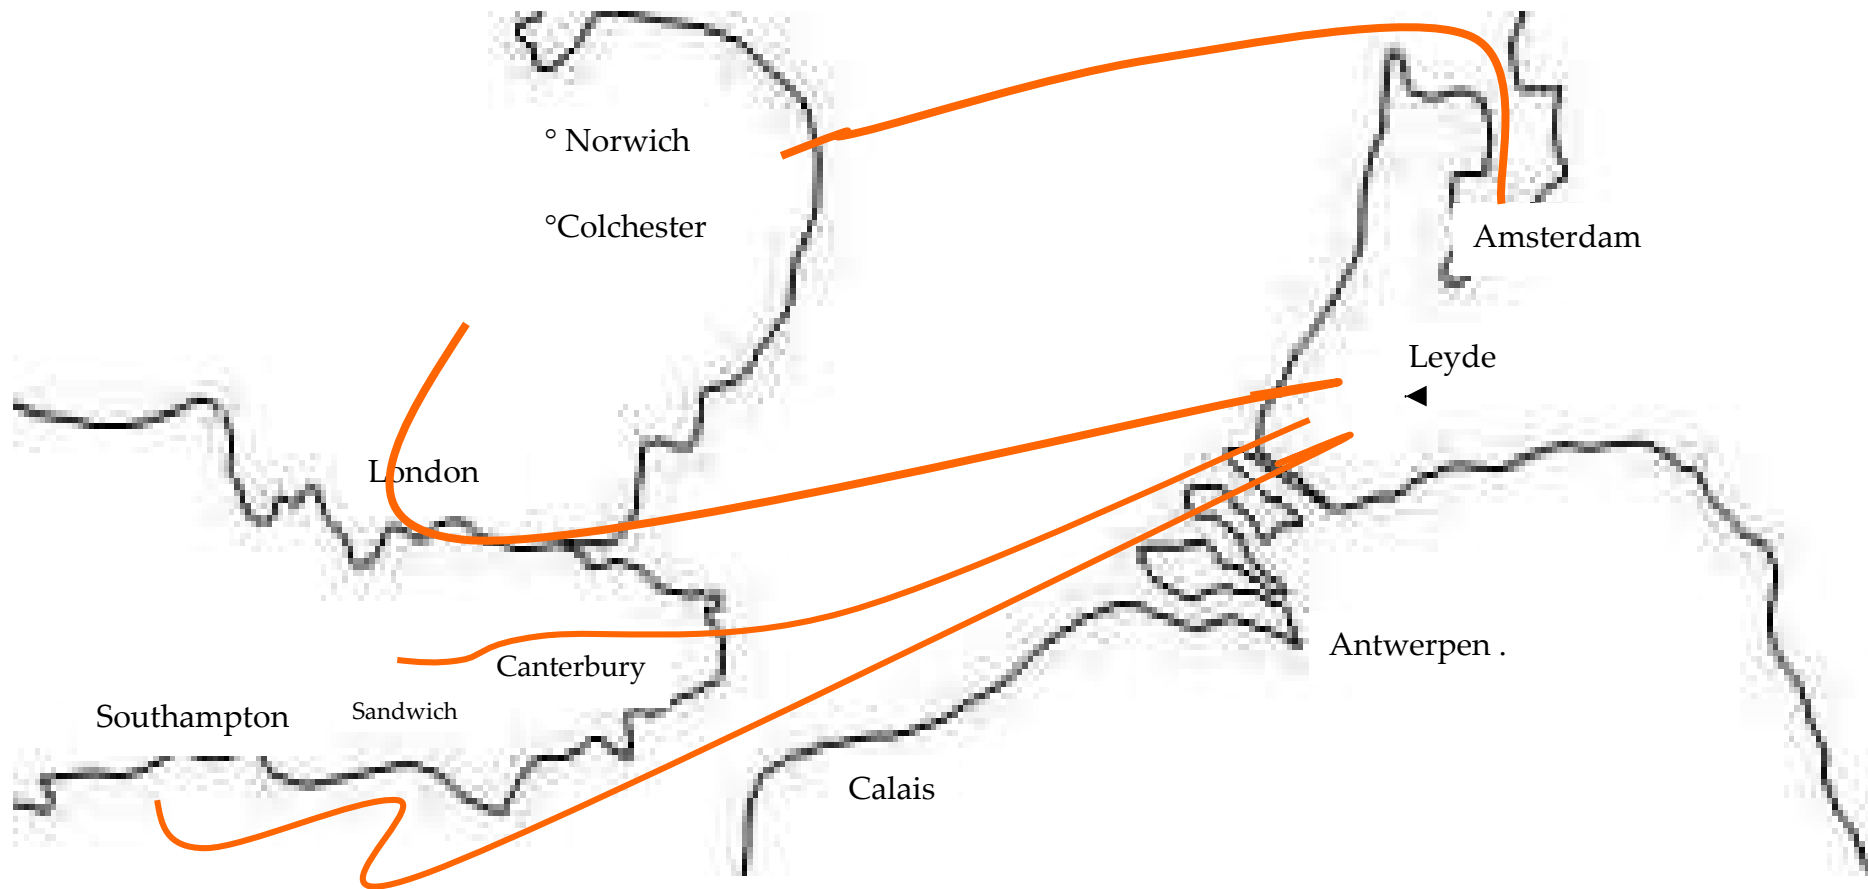 ° Norwich
°Colchester
Amsterdam
Leyde
London
Antwerpen .
Canterbury
Sandwich
Southampton
Calais